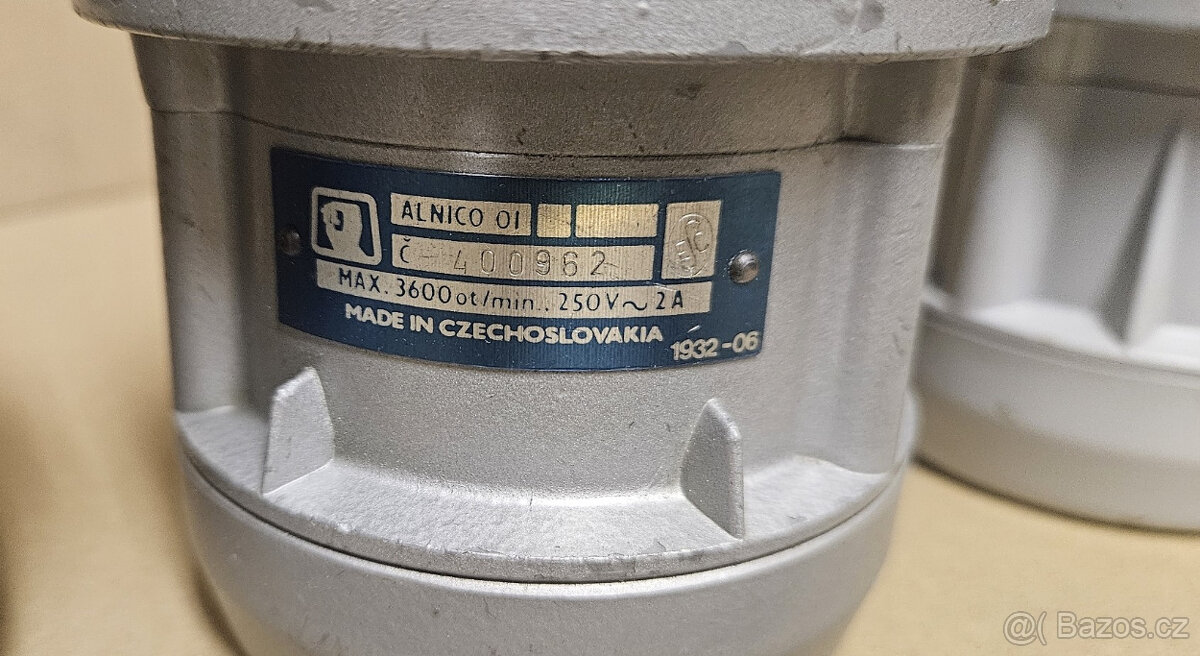 ALNICO 01
Č 400962
MAX. 3600 ot/min. 250V ~ 2A
MADE IN CZECHOSLOVAKIA
1932-06
@( Bazos.cz